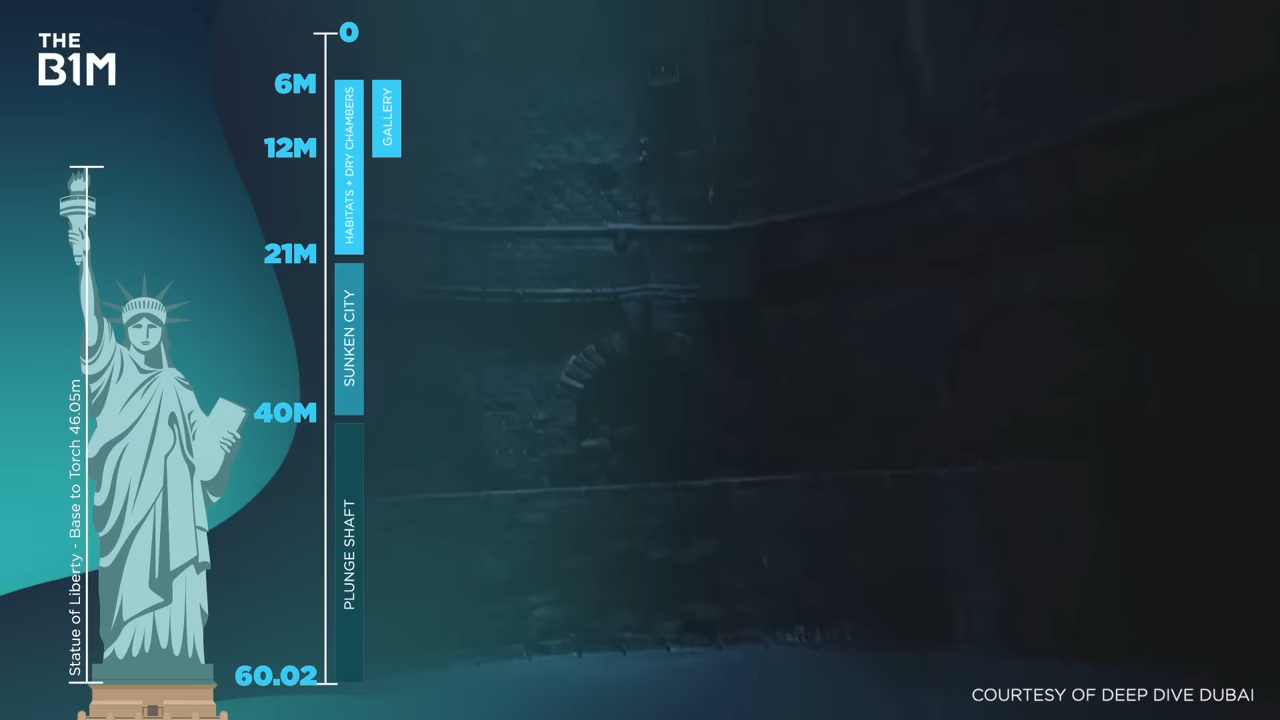 THE
B1M
0
6M
12M
21M
40M
60.02
HABITATS + DRY CHAMBERS
GALLERY
SUNKEN CITY
PLUNGE SHAFT
Statue of Liberty - Base to Torch 46.05m
COURTESY OF DEEP DIVE DUBAI